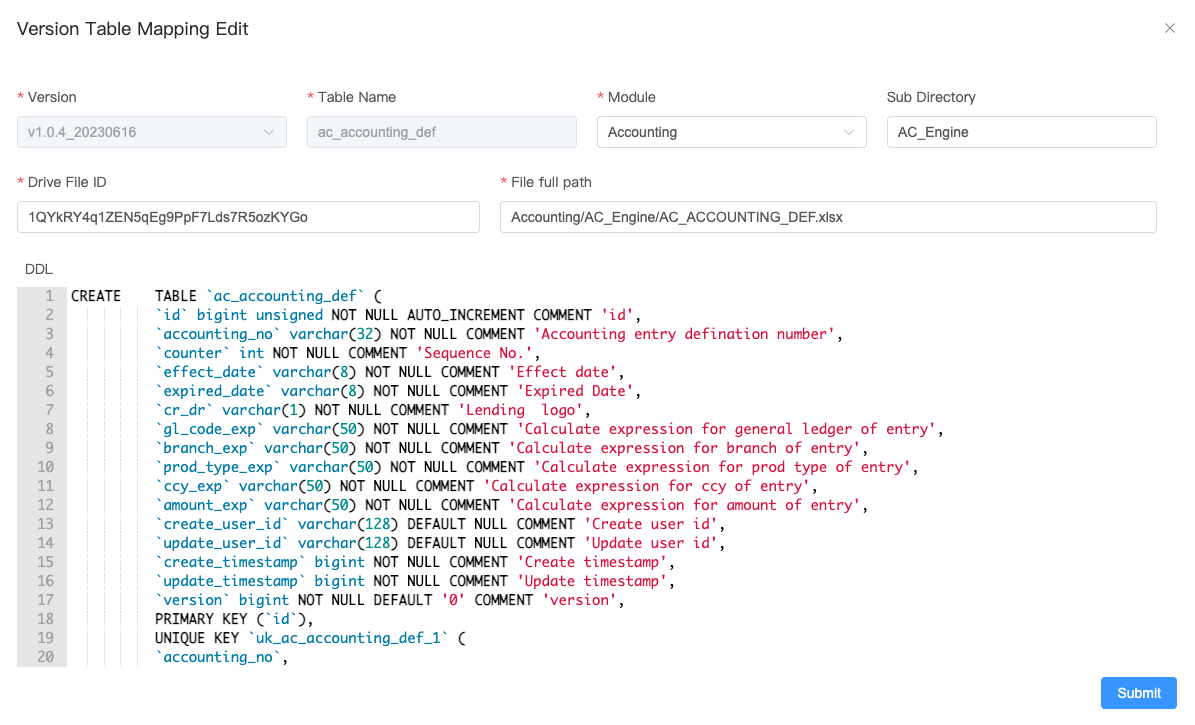 Version Table Mapping Edit
* Version
* Table Name
* Module
Sub Directory
v1.0.4_20230616
ac_accounting_def
Accounting
AC_Engine
* Drive File ID
* File full path
1QYkRY4q1ZEN5qEg9PpF7Lds7R5ozKYGo
Accounting/AC_Engine/AC_ACCOUNTING_DEF.xlsx
DDL
1 CREATE    TABLE `ac_accounting_def` (
2 `id` bigint unsigned NOT NULL AUTO_INCREMENT COMMENT 'id',
3 `accounting_no` varchar(32) NOT NULL COMMENT 'Accounting entry defination number',
4 `counter` int NOT NULL COMMENT 'Sequence No.',
5 `effect_date` varchar(8) NOT NULL COMMENT 'Effect date',
6 `expired_date` varchar(8) NOT NULL COMMENT 'Expired Date',
7 `cr_dr` varchar(1) NOT NULL COMMENT 'Lending  logo',
8 `gl_code_exp` varchar(50) NOT NULL COMMENT 'Calculate expression for general ledger of entry',
9 `branch_exp` varchar(50) NOT NULL COMMENT 'Calculate expression for branch of entry',
10 `prod_type_exp` varchar(50) NOT NULL COMMENT 'Calculate expression for prod type of entry',
11 `ccy_exp` varchar(50) NOT NULL COMMENT 'Calculate expression for ccy of entry',
12 `amount_exp` varchar(50) NOT NULL COMMENT 'Calculate expression for amount of entry',
13 `create_user_id` varchar(128) DEFAULT NULL COMMENT 'Create user id',
14 `update_user_id` varchar(128) DEFAULT NULL COMMENT 'Update user id',
15 `create_timestamp` bigint NOT NULL COMMENT 'Create timestamp',
16 `update_timestamp` bigint NOT NULL COMMENT 'Update timestamp',
17 `version` bigint NOT NULL DEFAULT '0' COMMENT 'version',
18 PRIMARY KEY (`id`),
19 UNIQUE KEY `uk_ac_accounting_def_1` (
20 `accounting_no`,
Submit